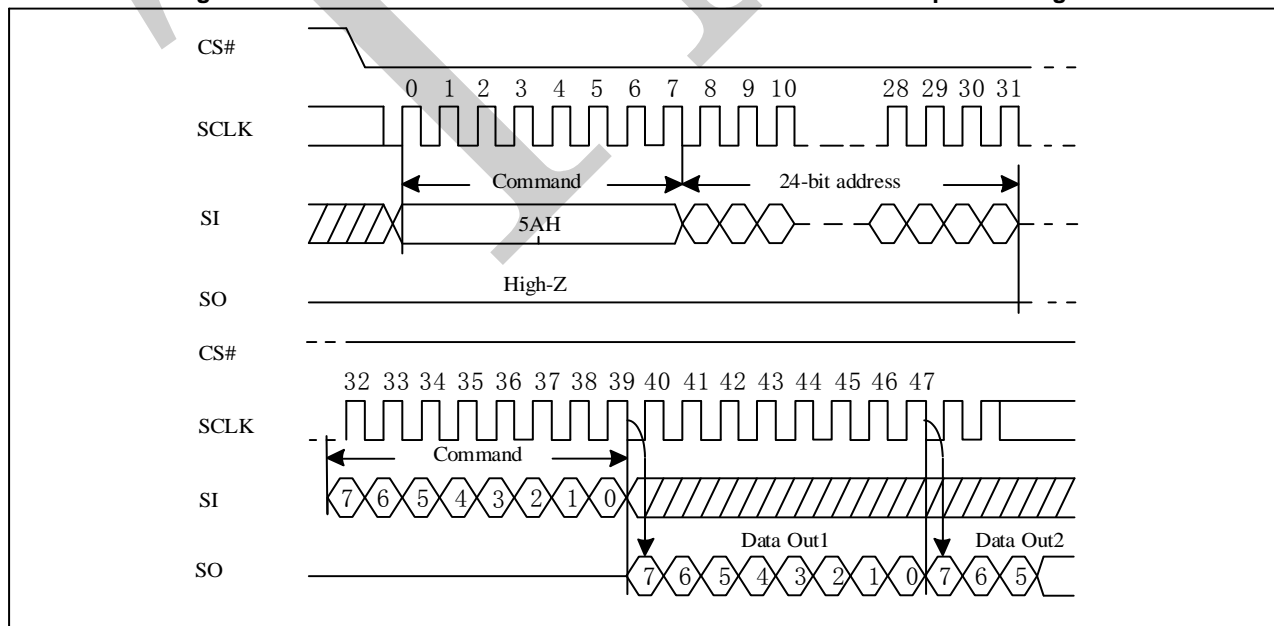 CS#
0 1 2 3 4 5 6 7 8 9 10 28 29 30 31
SCLK
Command 24-bit address
SI
5AH
High-Z
SO
CS#
32 33 34 35 36 37 38 39 40 41 42 43 44 45 46 47
SCLK
Command
SI
7 6 5 4 3 2 1 0
Data Out1 Data Out2
SO
7 6 5 4 3 2 1 0 7 6 5